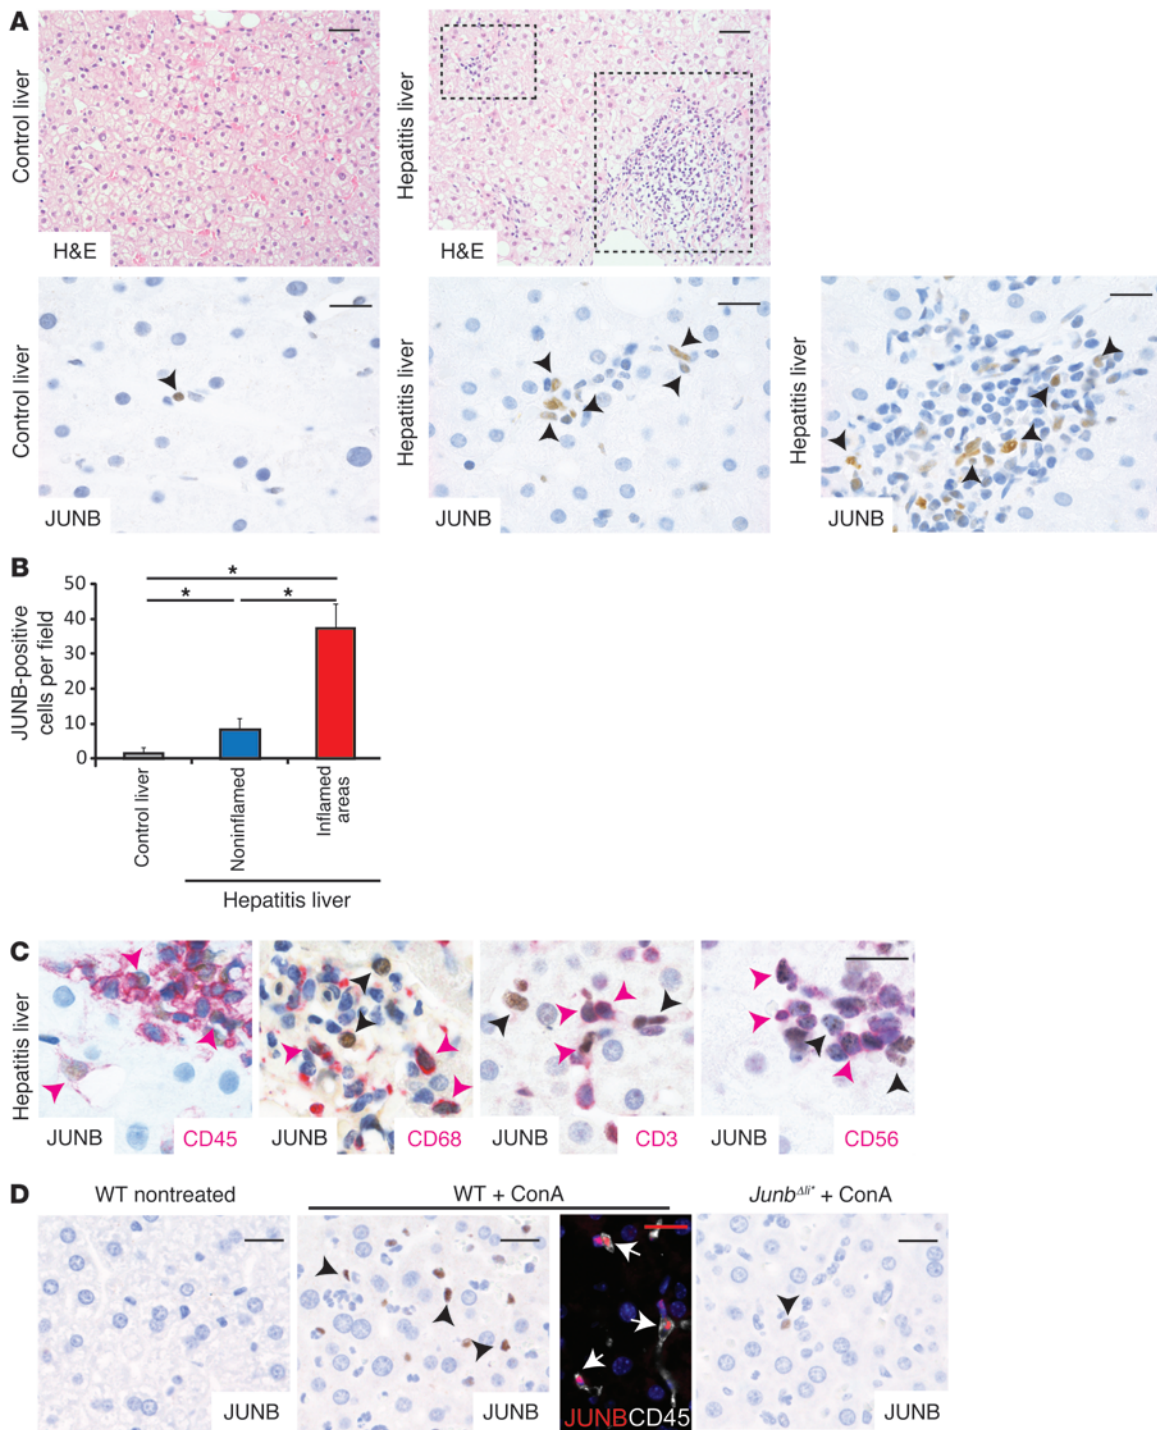 A
Control liver
H&E
Hepatitis liver
H&E
Control liver
JUNB
Hepatitis liver
JUNB
Hepatitis liver
JUNB
B
JUNB-positive
cells per field
50
40
30
20
10
0
*
*
*
Control liver
Noninflamed
Inflamed
areas
Hepatitis liver
C
Hepatitis liver
JUNB CD45
JUNB CD68
JUNB CD3
JUNB CD56
D
WT nontreated
WT + ConA
Junb^Δli* + ConA
JUNB
JUNB
JUNBCD45
JUNB